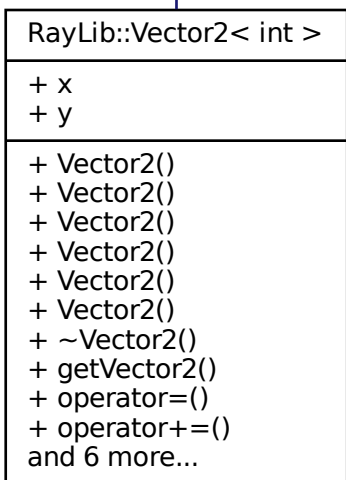 RayLib::Vector2< int >
+ x
+ y
+ Vector2()
+ Vector2()
+ Vector2()
+ Vector2()
+ Vector2()
+ Vector2()
+ ~Vector2()
+ getVector2()
+ operator=()
+ operator+=()
and 6 more...